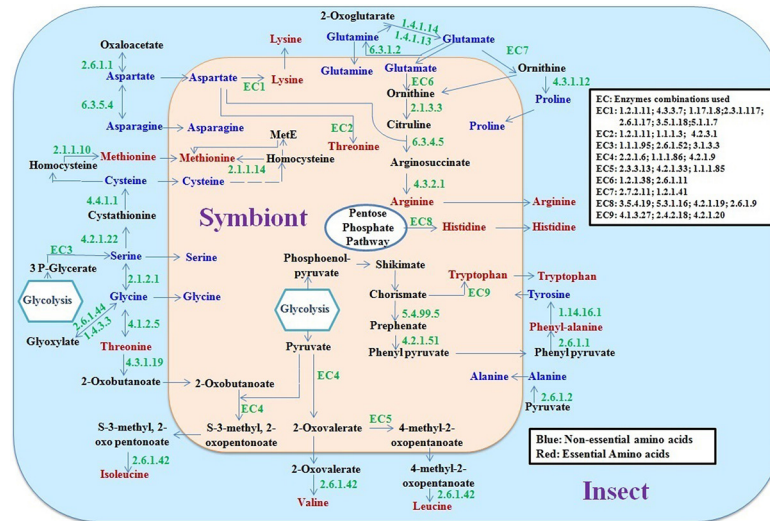 2-Oxoglutarate
1.4.1.14
1.4.1.13
Glutamine
Glutamate
6.3.1.2
EC7
Oxaloacetate
2.6.1.1
Lysine
Aspartate
Aspartate
EC1
Lysine
Glutamine
Glutamate
EC6
Ornithine
Ornithine
4.3.1.12
Proline
6.3.5.4
2.1.3.3
Citruline
Proline
Asparagine
Asparagine
MetE
EC2
Threonine
6.3.4.5
2.1.1.10
Methionine
Methionine
Homocysteine
Homocysteine
2.1.1.14
Arginosuccinate
Cysteine
Cysteine
4.3.2.1
4.4.1.1
Arginine
Arginine
Cystathionine
Symbiont
Pentose
Phosphate
Pathway
EC8
Histidine
Histidine
4.2.1.22
EC3
Serine
Serine
3 P-Glycerate
2.1.2.1
Phosphoenol-
pyruvate
Shikimate
Tryptophan
Tryptophan
Glycolysis
Glycine
Glycine
Glycolysis
Chorismate
EC9
Tyrosine
2.6.1.44
1.4.3.3
5.4.99.5
1.14.16.1
Glyoxylate
4.1.2.5
Prephenate
Phenyl-alanine
Threonine
Pyruvate
4.2.1.51
2.6.1.1
4.3.1.19
Phenyl pyruvate
Phenyl pyruvate
2-Oxobutanoate
2-Oxobutanoate
EC4
EC4
Alanine
Alanine
2.6.1.2
Pyruvate
S-3-methyl, 2-
oxo pentonoate
S-3-methyl, 2-
oxopentonoate
2-Oxovalerate
EC5
4-methyl-2-
oxopentanoate
2.6.1.42
Isoleucine
2-Oxovalerate
2.6.1.42
Valine
4-methyl-2-
oxopentanoate
2.6.1.42
Leucine
Insect
EC: Enzymes combinations used
EC1: 1.2.1.11; 4.3.3.7; 1.17.1.8;2.3.1.117;
2.6.1.17; 3.5.1.18;5.1.1.7
EC2: 1.2.1.11; 1.1.1.3; 4.2.3.1
EC3: 1.1.1.95; 2.6.1.52; 3.1.3.3
EC4: 2.2.1.6; 1.1.1.86; 4.2.1.9
EC5: 2.3.3.13; 4.2.1.33; 1.1.1.85
EC6: 1.2.1.38; 2.6.1.11
EC7: 2.7.2.11; 1.2.1.41
EC8: 3.5.4.19; 5.3.1.16; 4.2.1.19; 2.6.1.9
EC9: 4.1.3.27; 2.4.2.18; 4.2.1.20
Blue: Non-essential amino acids
Red: Essential Amino acids